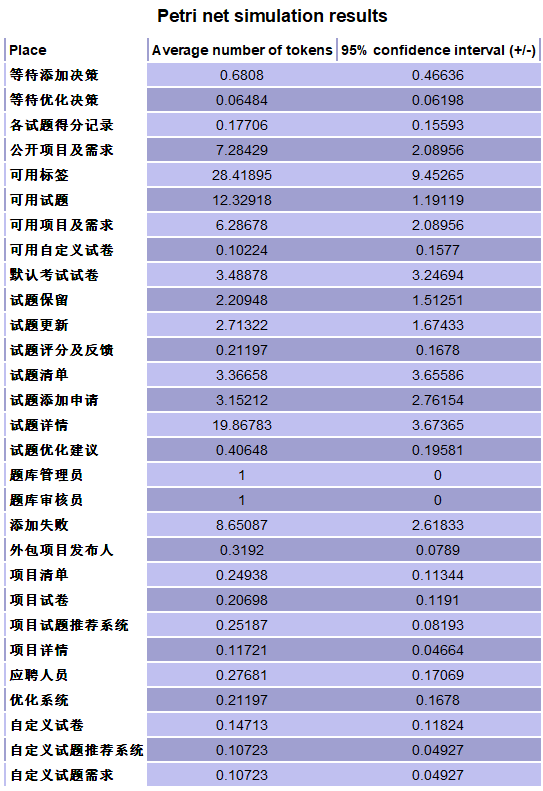 Petri net simulation results
Place Average number of tokens 95% confidence interval (+/-)
等待添加决策 0.6808 0.46636
等待优化决策 0.06484 0.06198
各试题得分记录 0.17706 0.15593
公开项目及需求 7.28429 2.08956
可用标签 28.41895 9.45265
可用试题 12.32918 1.19119
可用项目及需求 6.28678 2.08956
可用自定义试卷 0.10224 0.1577
默认考试试卷 3.48878 3.24694
试题保留 2.20948 1.51251
试题更新 2.71322 1.67433
试题评分及反馈 0.21197 0.1678
试题清单 3.36658 3.65586
试题添加申请 3.15212 2.76154
试题详情 19.86783 3.67365
试题优化建议 0.40648 0.19581
题库管理员 1 0
题库审核员 1 0
添加失败 8.65087 2.61833
外包项目发布人 0.3192 0.0789
项目清单 0.24938 0.11344
项目试卷 0.20698 0.1191
项目试题推荐系统 0.25187 0.08193
项目详情 0.11721 0.04664
应聘人员 0.27681 0.17069
优化系统 0.21197 0.1678
自定义试卷 0.14713 0.11824
自定义试题推荐系统 0.10723 0.04927
自定义试题需求 0.10723 0.04927